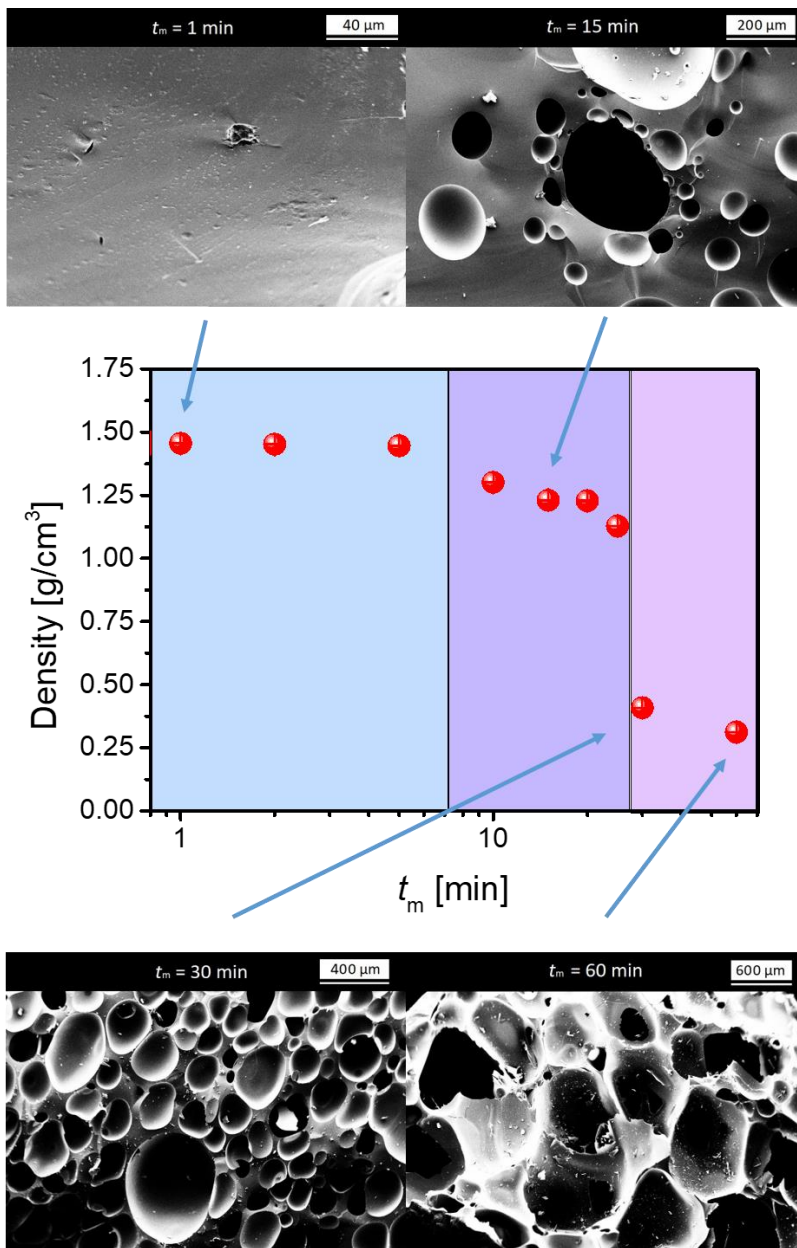 tm = 1 min 40 µm tm = 15 min 200 µm
1.75
1.50
1.25
1.00
0.75
0.50
0.25
0.00
Density [g/cm³]
1 10
tm [min]
tm = 30 min 400 µm tm = 60 min 600 µm